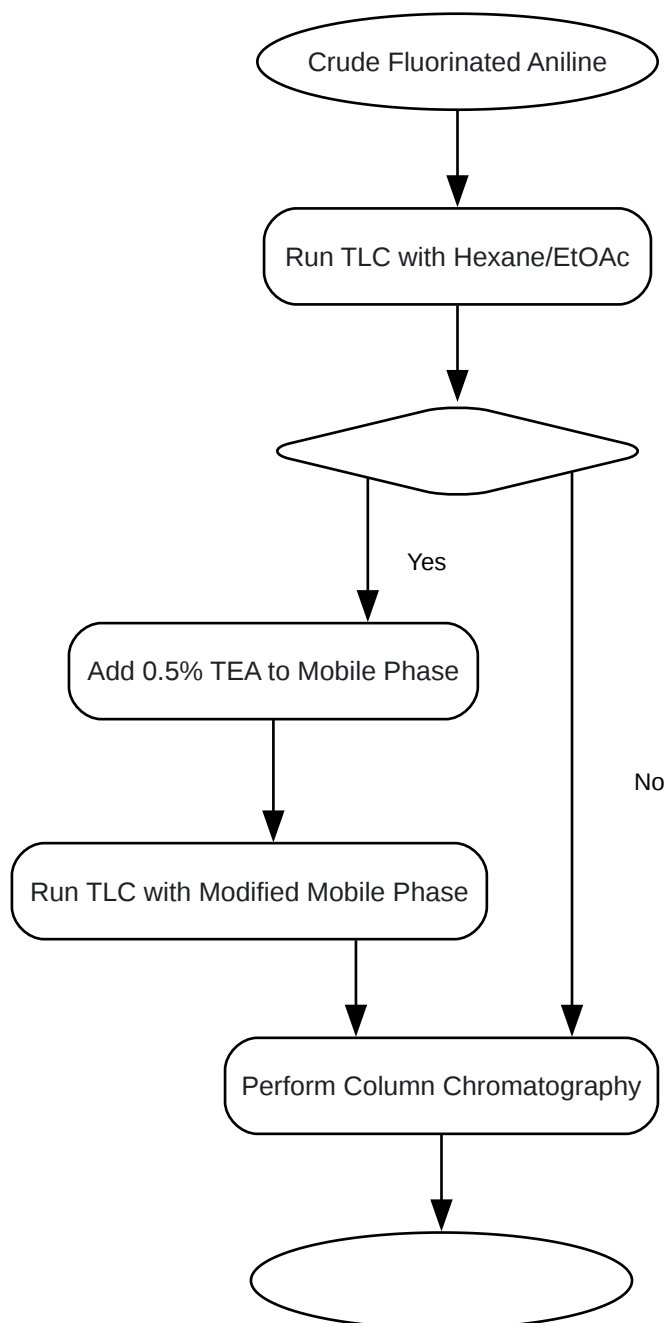 Crude Fluorinated Aniline
Run TLC with Hexane/EtOAc
Yes
Add 0.5% TEA to Mobile Phase
No
Run TLC with Modified Mobile Phase
Perform Column Chromatography